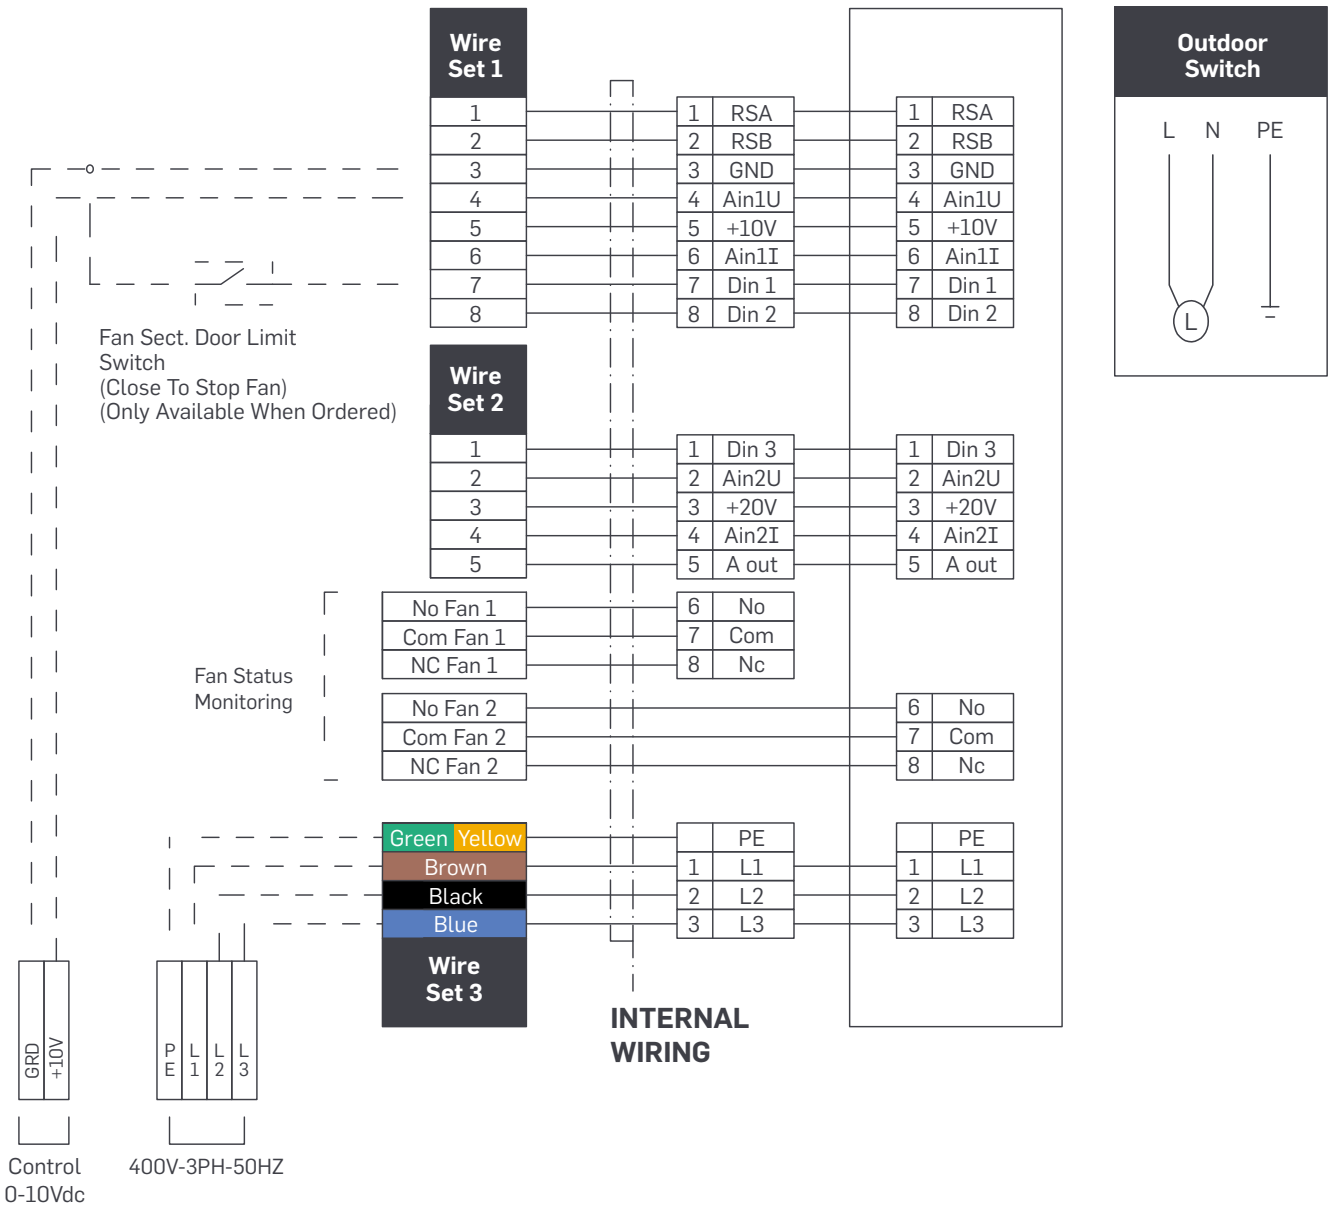 Wire
Set 1
1 1 RSA 1 RSA
2 2 RSB 2 RSB
3 3 GND 3 GND
4 4 Ain1U 4 Ain1U
5 5 +10V 5 +10V
6 6 Ain1I 6 Ain1I
7 7 Din 1 7 Din 1
8 8 Din 2 8 Din 2
Outdoor
Switch
L N PE
L
Fan Sect. Door Limit
Switch
(Close To Stop Fan)
(Only Available When Ordered)
Wire
Set 2
1 1 Din 3 1 Din 3
2 2 Ain2U 2 Ain2U
3 3 +20V 3 +20V
4 4 Ain2I 4 Ain2I
5 5 A out 5 A out
Fan Status
Monitoring
No Fan 1 6 No
Com Fan 1 7 Com
NC Fan 1 8 Nc
No Fan 2 6 No
Com Fan 2 7 Com
NC Fan 2 8 Nc
Green Yellow PE PE
Brown 1 L1 1 L1
Black 2 L2 2 L2
Blue 3 L3 3 L3
Wire
Set 3
INTERNAL
WIRING
GRD
+10V
PE
L1
L2
L3
Control
0-10Vdc
400V-3PH-50HZ